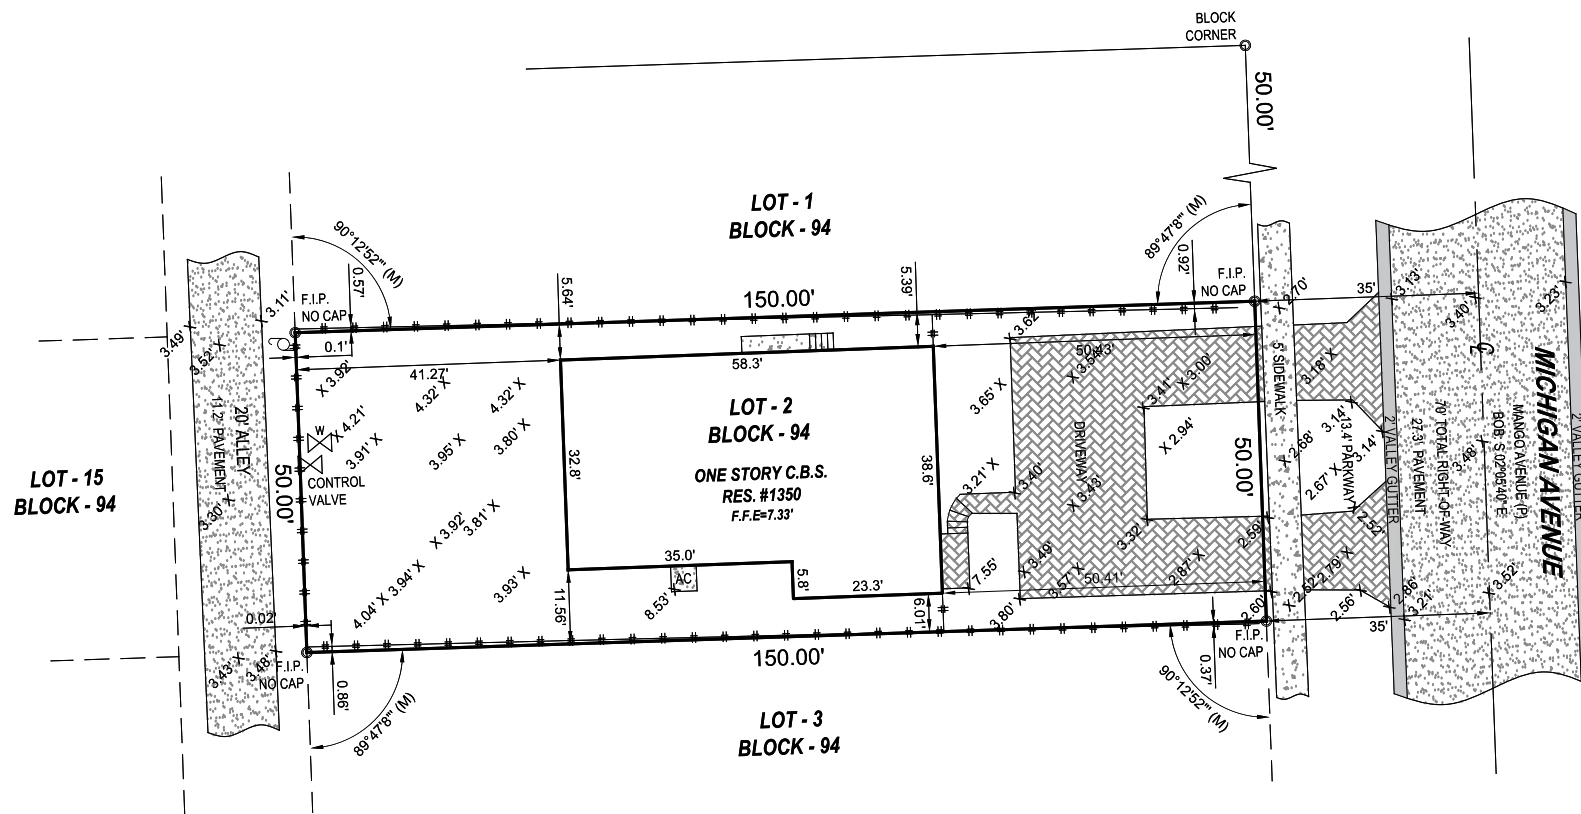 BLOCK
CORNER
50.00'
LOT - 1
BLOCK - 94
90°12'52"' (M)
89°47'8"' (M)
0.57'
5.64'
5.39'
0.92'
F.I.P.
NO CAP
150.00'
F.I.P.
NO CAP
35'
3.11'
3.49'
3.52'
0.1'
41.27'
58.3'
50.43'
3.62'
2.70'
3.13'
3.40'
3.23'
X 3.92'
4.32' X
4.32' X
X 3.54'
3.41'
X 3.00'
3.18' X
3.65' X
W
X 4.21'
3.91' X
3.95' X
3.80' X
CONTROL
VALVE
LOT - 2
BLOCK - 94
ONE STORY C.B.S.
RES. #1350
F.F.E=7.33'
32.8'
38.6'
DRIVEWAY
X 2.94'
5' SIDEWALK
2.68'
3.14'
3.14'
2.67' X
13.4' PARKWAY
2' VALLEY GUTTER
27.3' PAVEMENT
70' TOTAL RIGHT-OF-WAY
3.48' X
BOB: S 02°05'40" E
MANGO AVENUE (P)
MICHIGAN AVENUE
2' VALLEY GUTTER
20' ALLEY
11.2' PAVEMENT
3.30'
50.00'
50.00'
LOT - 15
BLOCK - 94
3.21' X
3.40'
X 3.43'
3.32'
2.59'
2.52'
X 3.92'
3.81' X
35.0'
AC
8.53' X
5.8'
23.3'
7.55'
X 3.49'
3.57' X
50.41'
2.87' X
2.79' X
X 2.52'
2.56'
2.86'
3.21'
X 3.52'
4.04' X 3.94' X
3.93' X
11.56'
6.01'
3.80' X
2.60'
0.02'
3.43' X
3.48' X
F.I.P.
NO CAP
0.86'
89°47'8"' (M)
150.00'
F.I.P.
NO CAP
0.37'
90°12'52"' (M)
35'
LOT - 3
BLOCK - 94